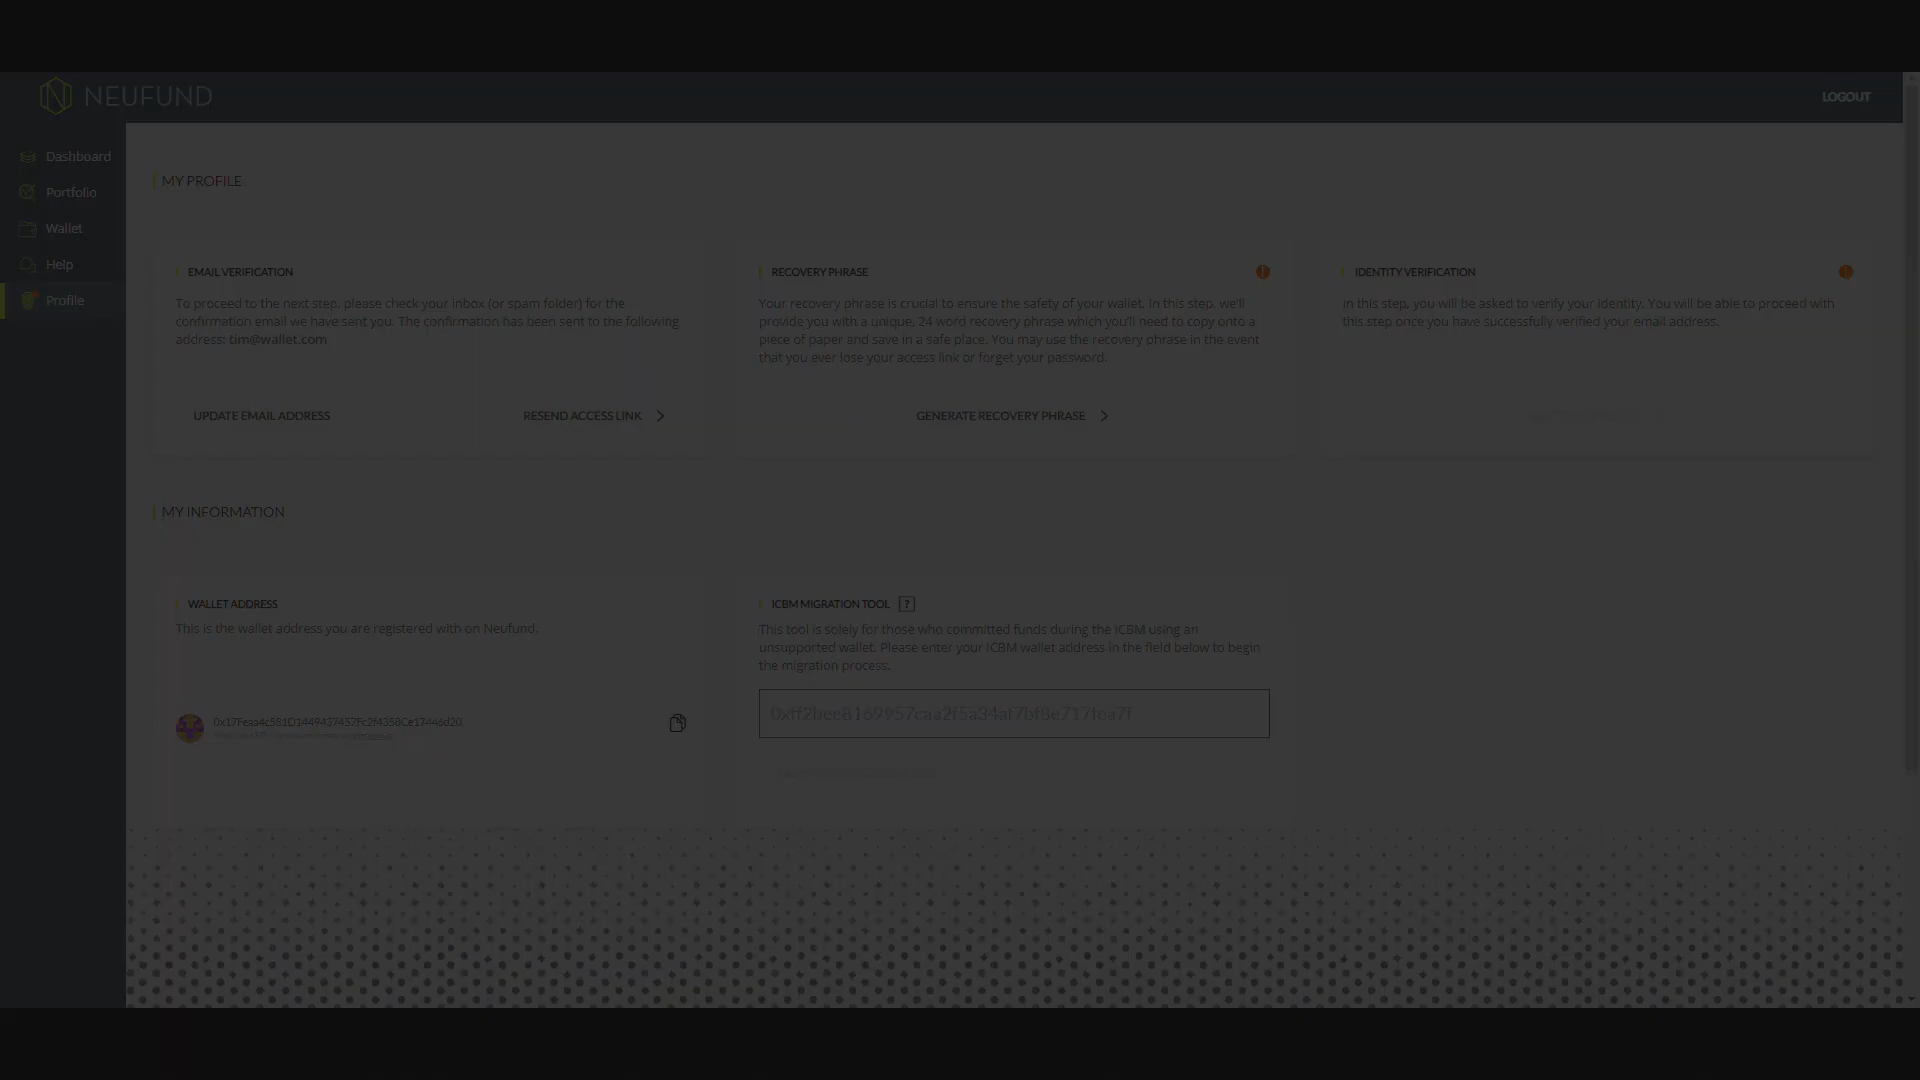 NEUFUND
LOGOUT
Dashboard
Portfolio
Wallet
Help
Profile
MY PROFILE
EMAIL VERIFICATION
To proceed to the next step, please check your inbox (or spam folder) for the
confirmation email we have sent you. The confirmation has been sent to the following
address: tim@wallet.com
UPDATE EMAIL ADDRESS
RESEND ACCESS LINK
RECOVERY PHRASE
Your recovery phrase is crucial to ensure the safety of your wallet. In this step, we'll
provide you with a unique, 24 word recovery phrase which you'll need to copy onto a
piece of paper and save in a safe place. You may use the recovery phrase in the event
that you ever lose your access link or forget your password.
GENERATE RECOVERY PHRASE
IDENTITY VERIFICATION
In this step, you will be asked to verify your identity. You will be able to proceed with
this step once you have successfully verified your email address.
MY INFORMATION
WALLET ADDRESS
This is the wallet address you are registered with on Neufund.
ICBM MIGRATION TOOL ?
This tool is solely for those who committed funds during the ICBM using an
unsupported wallet. Please enter your ICBM wallet address in the field below to begin
the migration process.
0xff2bee8169957caa2f5a34af7bf8e717fea7f